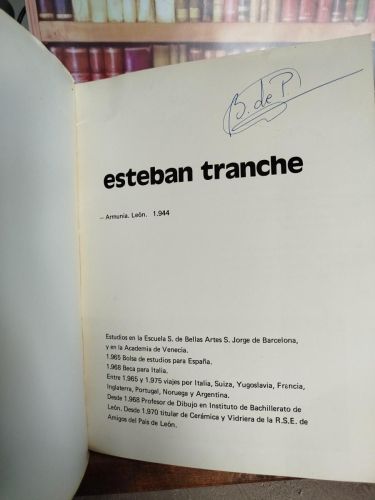 B. de P.
esteban tranche
— Armunia. León. 1.944
Estudios en la Escuela S. de Bellas Artes S. Jorge de Barcelona,
y en la Academia de Venecia.
1.965 Bolsa de estudios para España.
1.968 Beca para Italia.
Entre 1.965 y 1.975 viajes por Italia, Suiza, Yugoslavia, Frencia,
Inglaterra, Portugal, Noruega y Argentina.
Desde 1.968 Profesor de Dibujo en Instituto de Bachillerato de
León. Desde 1.970 titular de Cerámica y Vidriera de la R.S.E. de
Amigos del País de León.